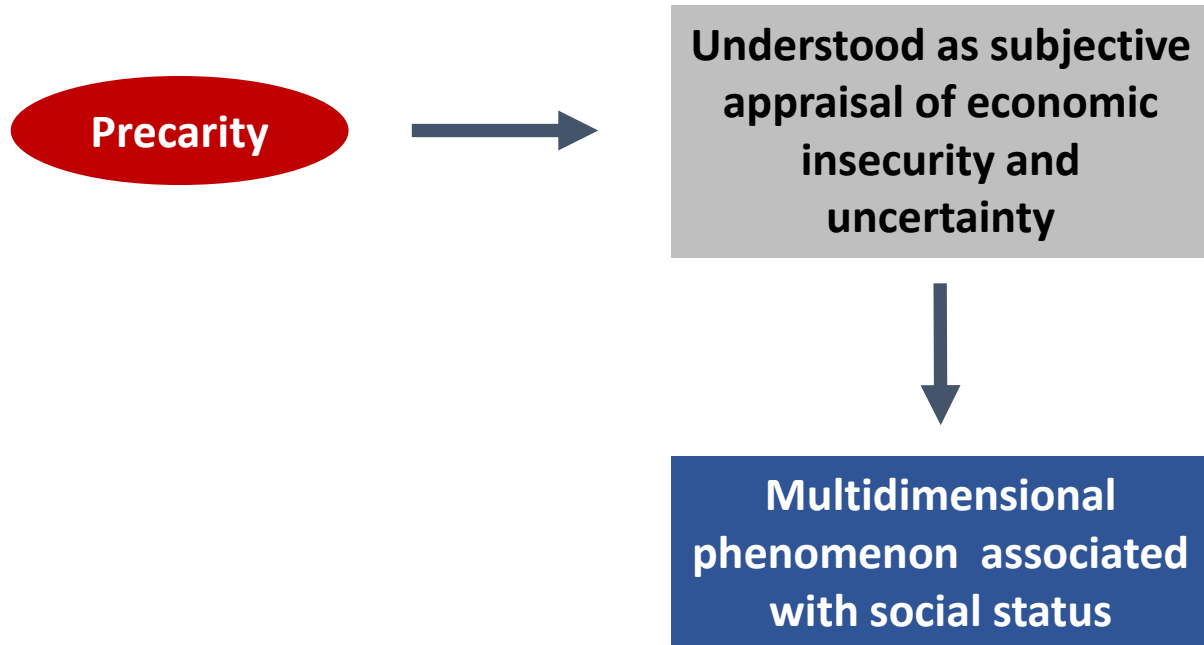 Precarity
Understood as subjective
appraisal of economic
insecurity and
uncertainty
Multidimensional
phenomenon  associated
with social status